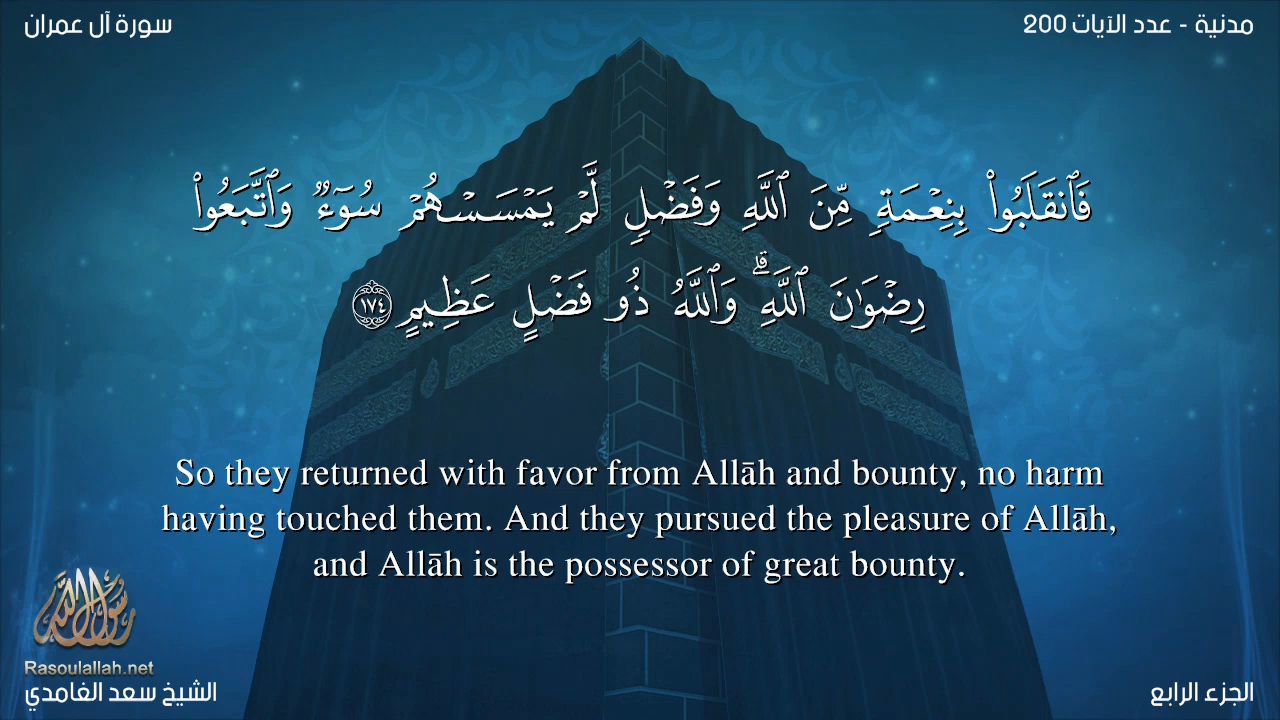 سورة آل عمران
مدنية - عدد الآيات 200
فَٱنقَلَبُوا۟ بِنِعْمَةٍ مِّنَ ٱللَّهِ وَفَضْلٍ لَّمْ يَمْسَسْهُمْ سُوٓءٌ وَٱتَّبَعُوا۟
رِضْوَٰنَ ٱللَّهِ ۗ وَٱللَّهُ ذُو فَضْلٍ عَظِيمٍ ١٧٤
So they returned with favor from Allāh and bounty, no harm
having touched them. And they pursued the pleasure of Allāh,
and Allāh is the possessor of great bounty.
رسول الله
Rasoulallah.net
الشيخ سعد الغامدي
الجزء الرابع